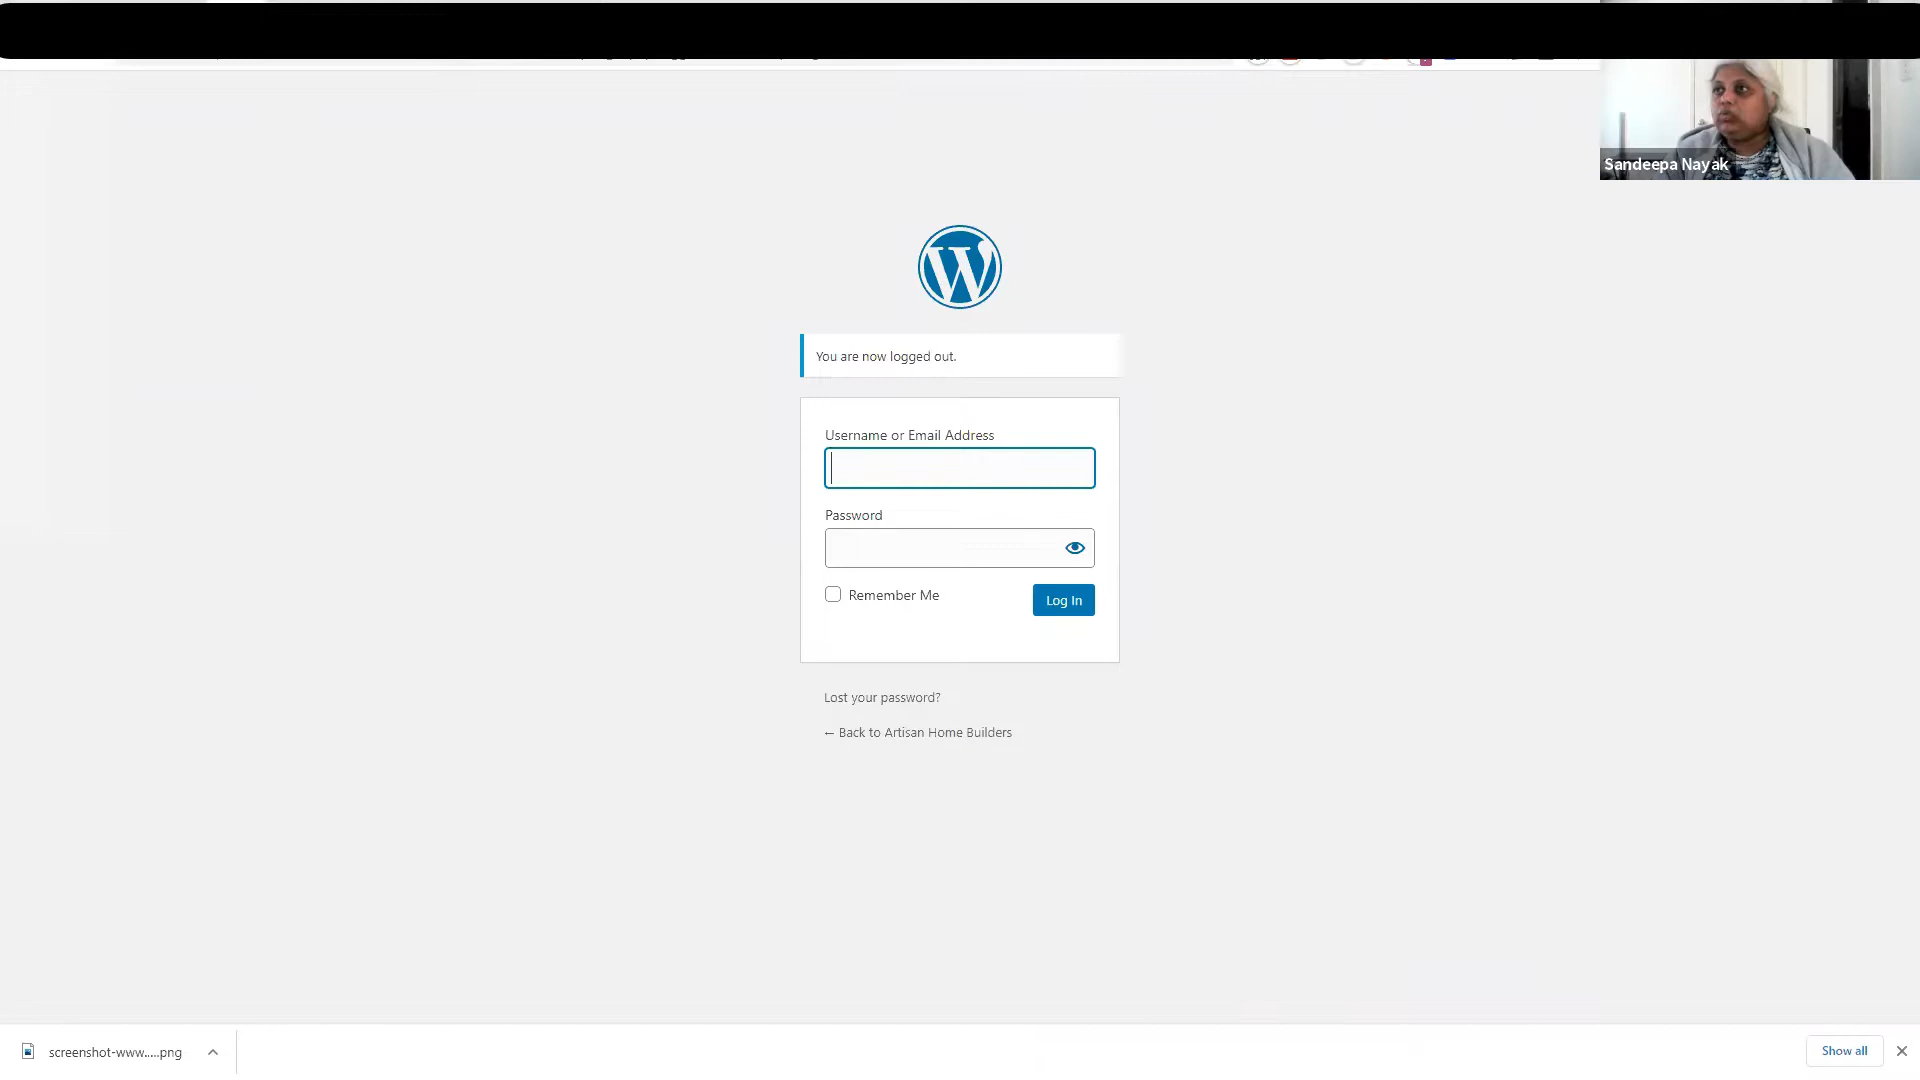 Sandeepa Nayak
You are now logged out.
Username or Email Address
Password
Remember Me
Log In
Lost your password?
← Back to Artisan Home Builders
screenshot-www.....png
Show all